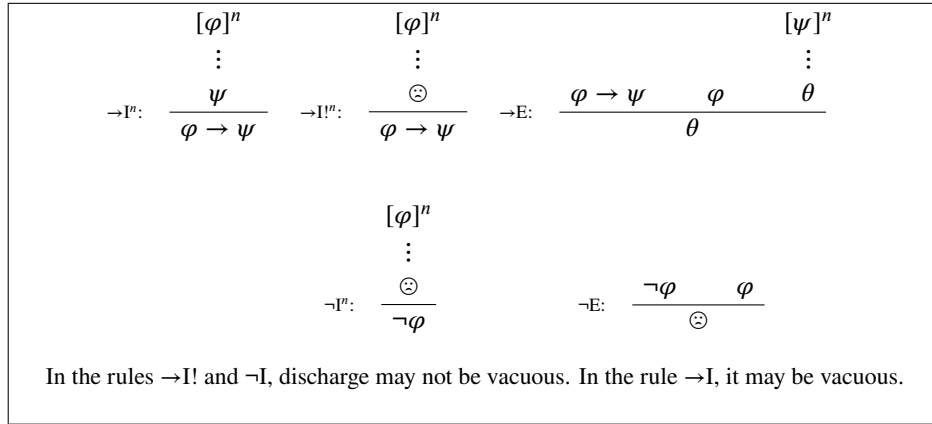 [φ]ⁿ [φ]ⁿ [ψ]ⁿ
⋮ ⋮ ⋮
→Iⁿ: ψ →I!ⁿ: ☹ →E: φ → ψ φ θ
φ → ψ φ → ψ θ
[φ]ⁿ
⋮
¬Iⁿ: ☹ ¬E: ¬φ φ
¬φ ☹
In the rules →I! and ¬I, discharge may not be vacuous. In the rule →I, it may be vacuous.